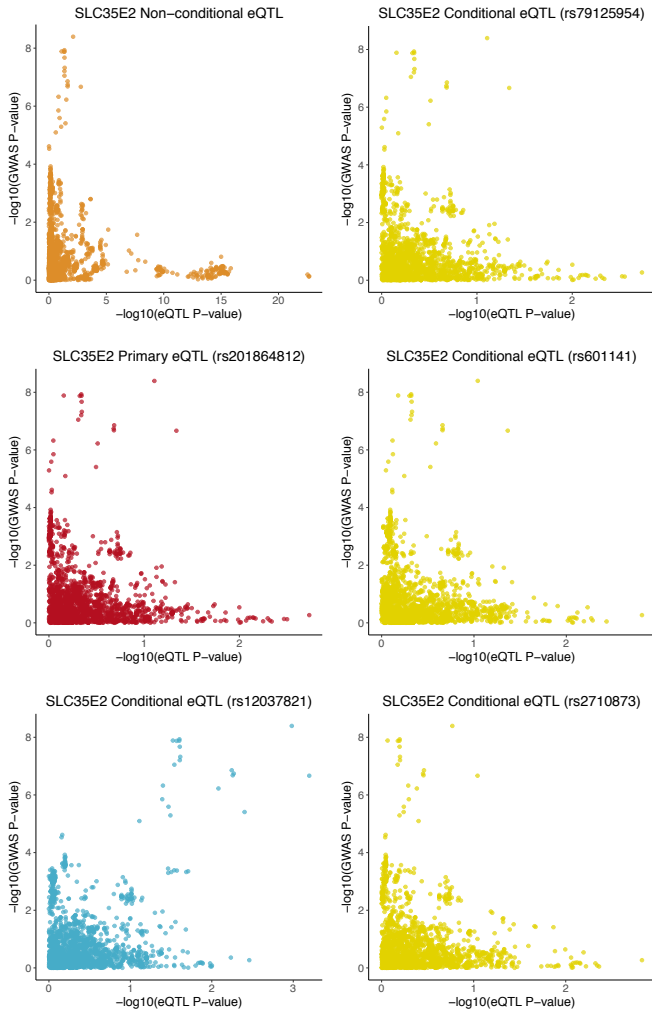 SLC35E2 Non−conditional eQTL
−log10(GWAS P−value)
8
6
4
2
0
0
5
10
15
20
−log10(eQTL P−value)
SLC35E2 Conditional eQTL (rs79125954)
−log10(GWAS P−value)
8
6
4
2
0
0
1
2
−log10(eQTL P−value)
SLC35E2 Primary eQTL (rs201864812)
−log10(GWAS P−value)
8
6
4
2
0
0
1
2
−log10(eQTL P−value)
SLC35E2 Conditional eQTL (rs601141)
−log10(GWAS P−value)
8
6
4
2
0
0
1
2
−log10(eQTL P−value)
SLC35E2 Conditional eQTL (rs12037821)
−log10(GWAS P−value)
8
6
4
2
0
0
1
2
3
−log10(eQTL P−value)
SLC35E2 Conditional eQTL (rs2710873)
−log10(GWAS P−value)
8
6
4
2
0
0
1
2
−log10(eQTL P−value)